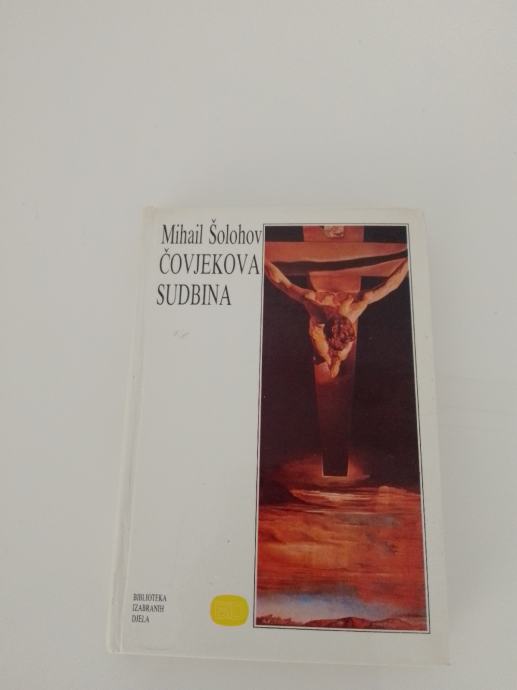 Mihail Šolohov
ČOVJEKOVA
SUDBINA
BIBLIOTEKA
IZABRANIH
DJELA